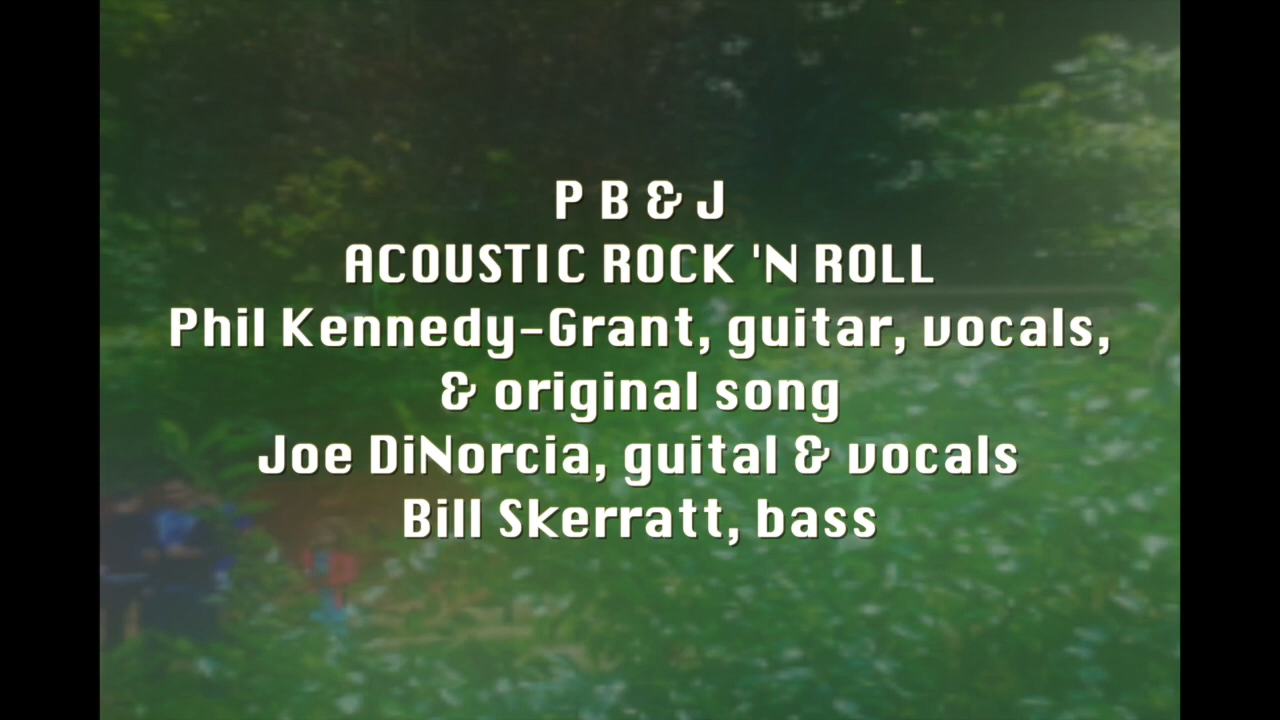 P B & J
ACOUSTIC ROCK 'N ROLL
Phil Kennedy-Grant, guitar, vocals,
& original song
Joe DiNorcia, guital & vocals
Bill Skerratt, bass